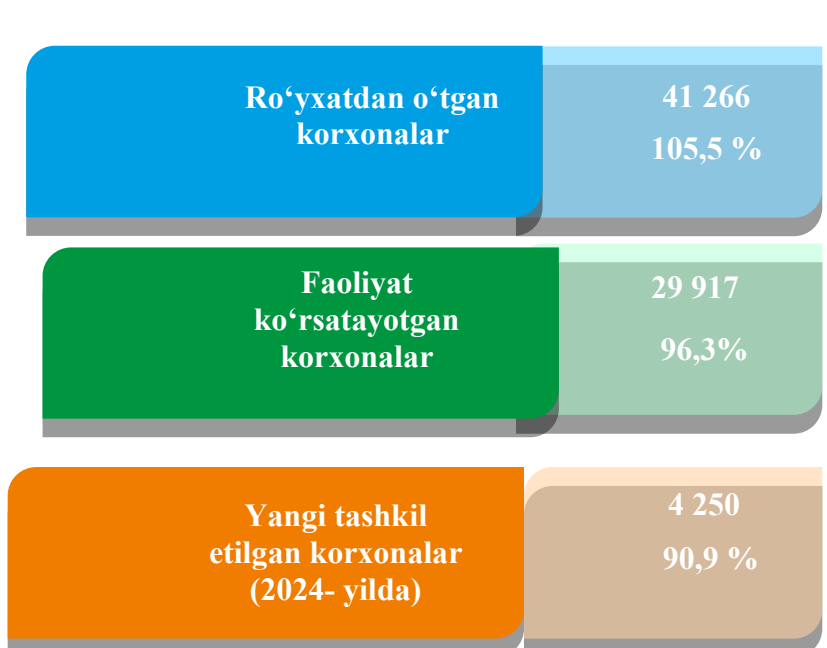 Ro‘yxatdan o‘tgan
korxonalar
41 266
105,5 %
Faoliyat
ko‘rsatayotgan
korxonalar
29 917
96,3%
Yangi tashkil
etilgan korxonalar
(2024- yilda)
4 250
90,9 %